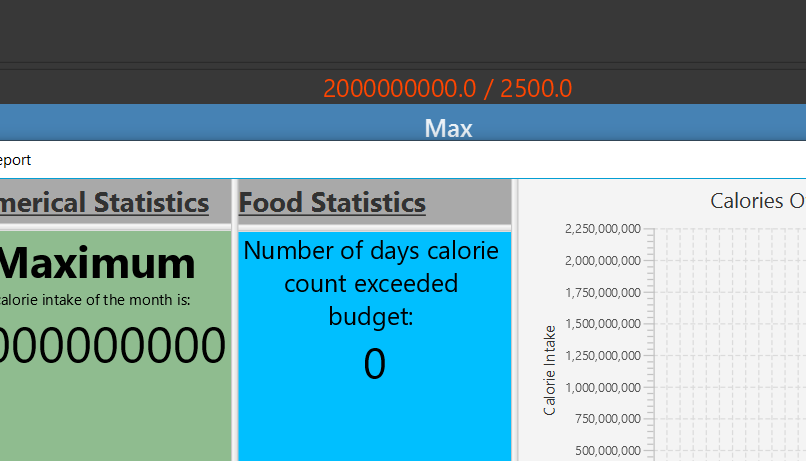 2000000000.0 / 2500.0
Max
eport
merical Statistics
Food Statistics
Maximum
calorie intake of the month is:
000000000
Number of days calorie
count exceeded
budget:
0
Calories O
Calorie Intake
2,250,000,000
2,000,000,000
1,750,000,000
1,500,000,000
1,250,000,000
1,000,000,000
750,000,000
500,000,000